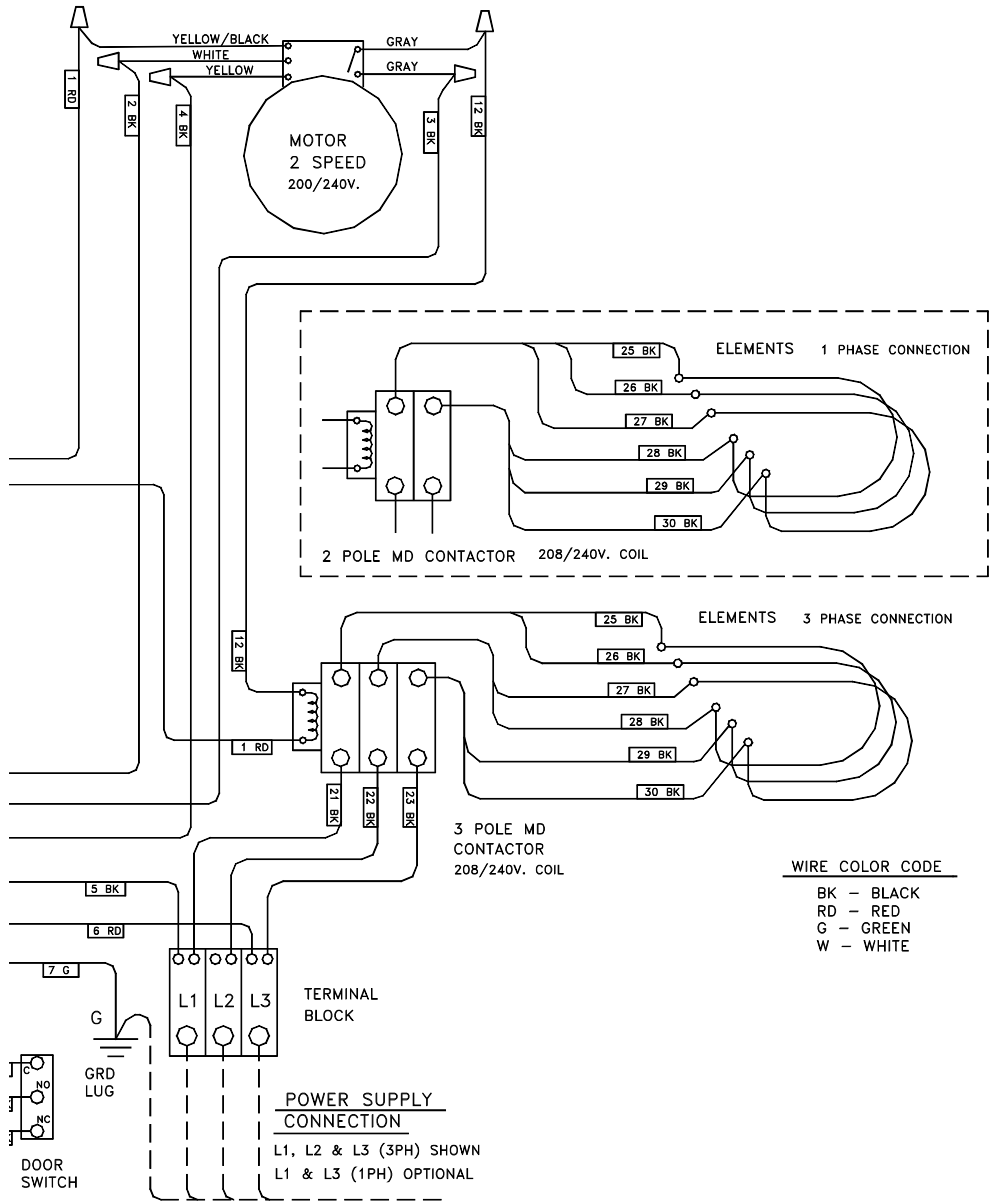 YELLOW/BLACK
WHITE
YELLOW
GRAY
GRAY
1 RD
2 BK
4 BK
3 BK
12 BK
MOTOR
2 SPEED
200/240V.
25 BK
ELEMENTS 1 PHASE CONNECTION
26 BK
27 BK
28 BK
29 BK
30 BK
2 POLE MD CONTACTOR 208/240V. COIL
25 BK
ELEMENTS 3 PHASE CONNECTION
12 BK
26 BK
27 BK
28 BK
1 RD
29 BK
30 BK
21 BK
22 BK
23 BK
3 POLE MD
CONTACTOR
208/240V. COIL
WIRE COLOR CODE
BK – BLACK
RD – RED
G – GREEN
W – WHITE
5 BK
6 RD
7 G
L1 L2 L3
TERMINAL
BLOCK
G
GRD
LUG
C
NO
NC
DOOR
SWITCH
POWER SUPPLY
CONNECTION
L1, L2 & L3 (3PH) SHOWN
L1 & L3 (1PH) OPTIONAL